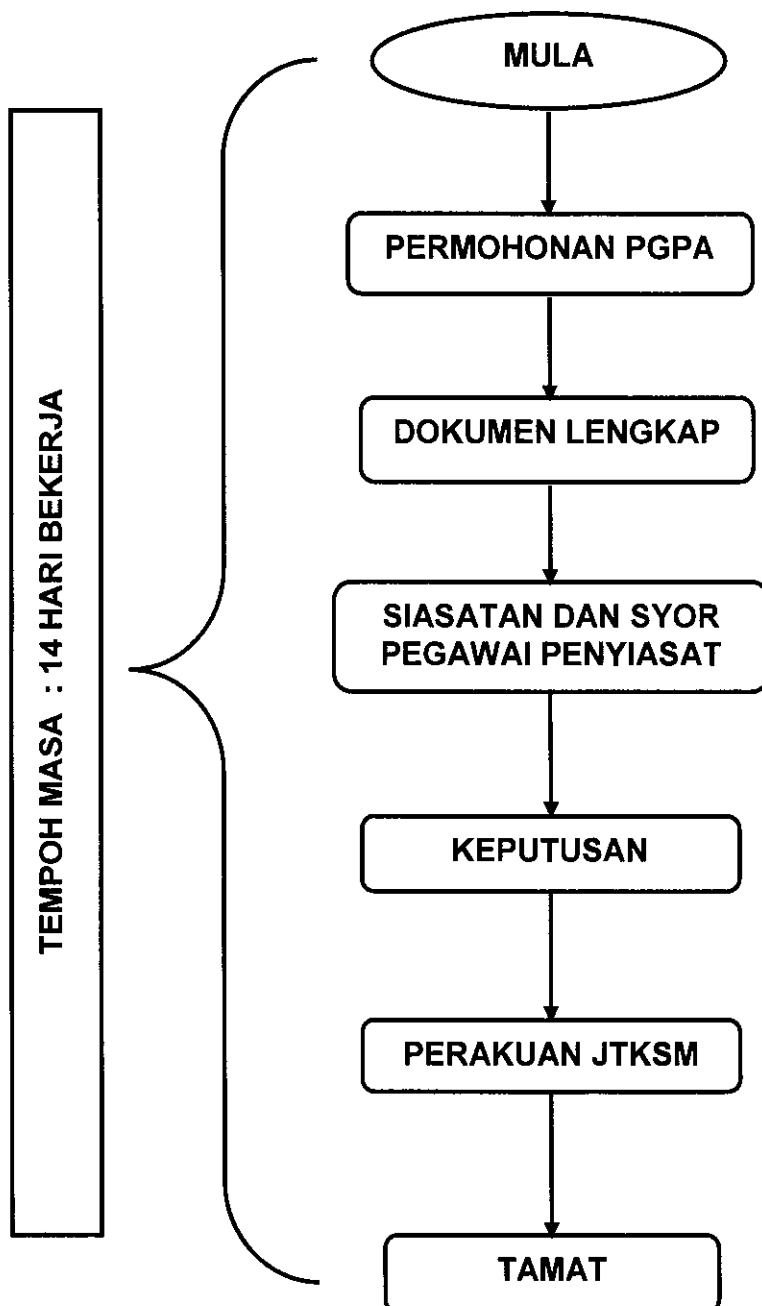 TEMPOH MASA : 14 HARI BEKERJA
MULA
PERMOHONAN PGPA
DOKUMEN LENGKAP
SIASATAN DAN SYOR
PEGAWAI PENYIASAT
KEPUTUSAN
PERAKUAN JTKSM
TAMAT